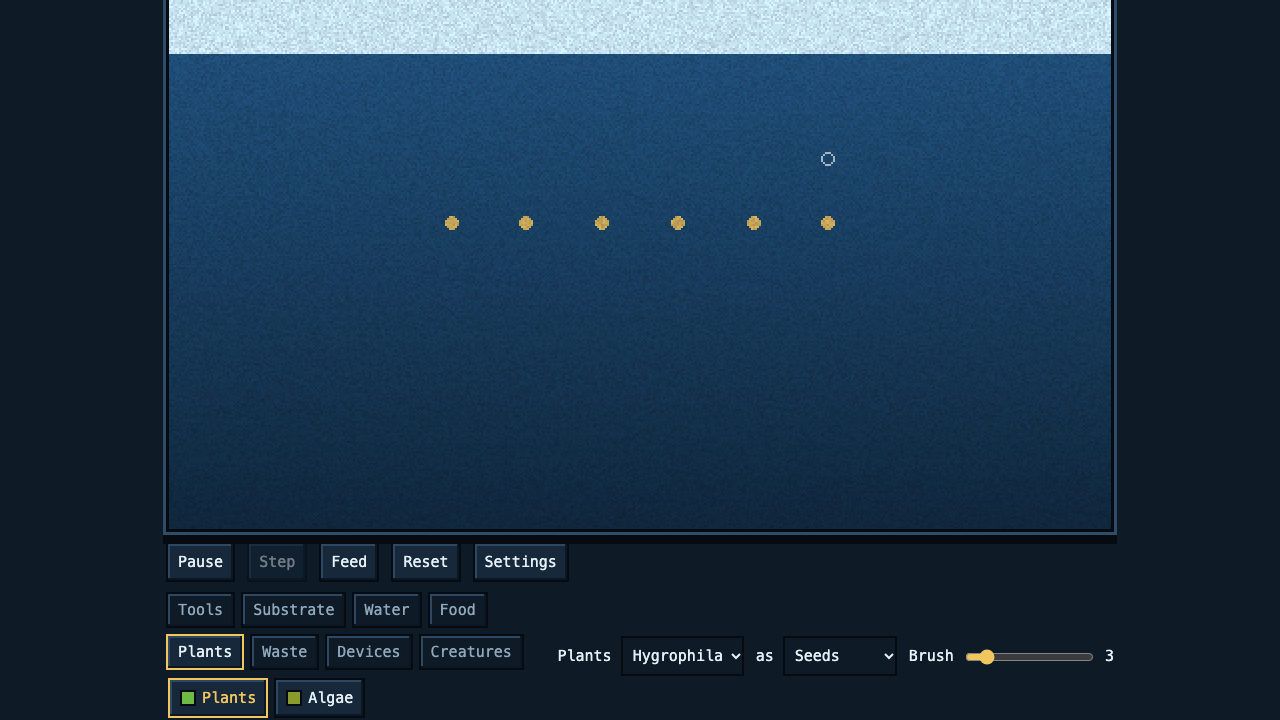 Pause Step Feed Reset Settings
Tools Substrate Water Food
Plants Waste Devices Creatures Plants Hygrophila as Seeds Brush 3
Plants Algae